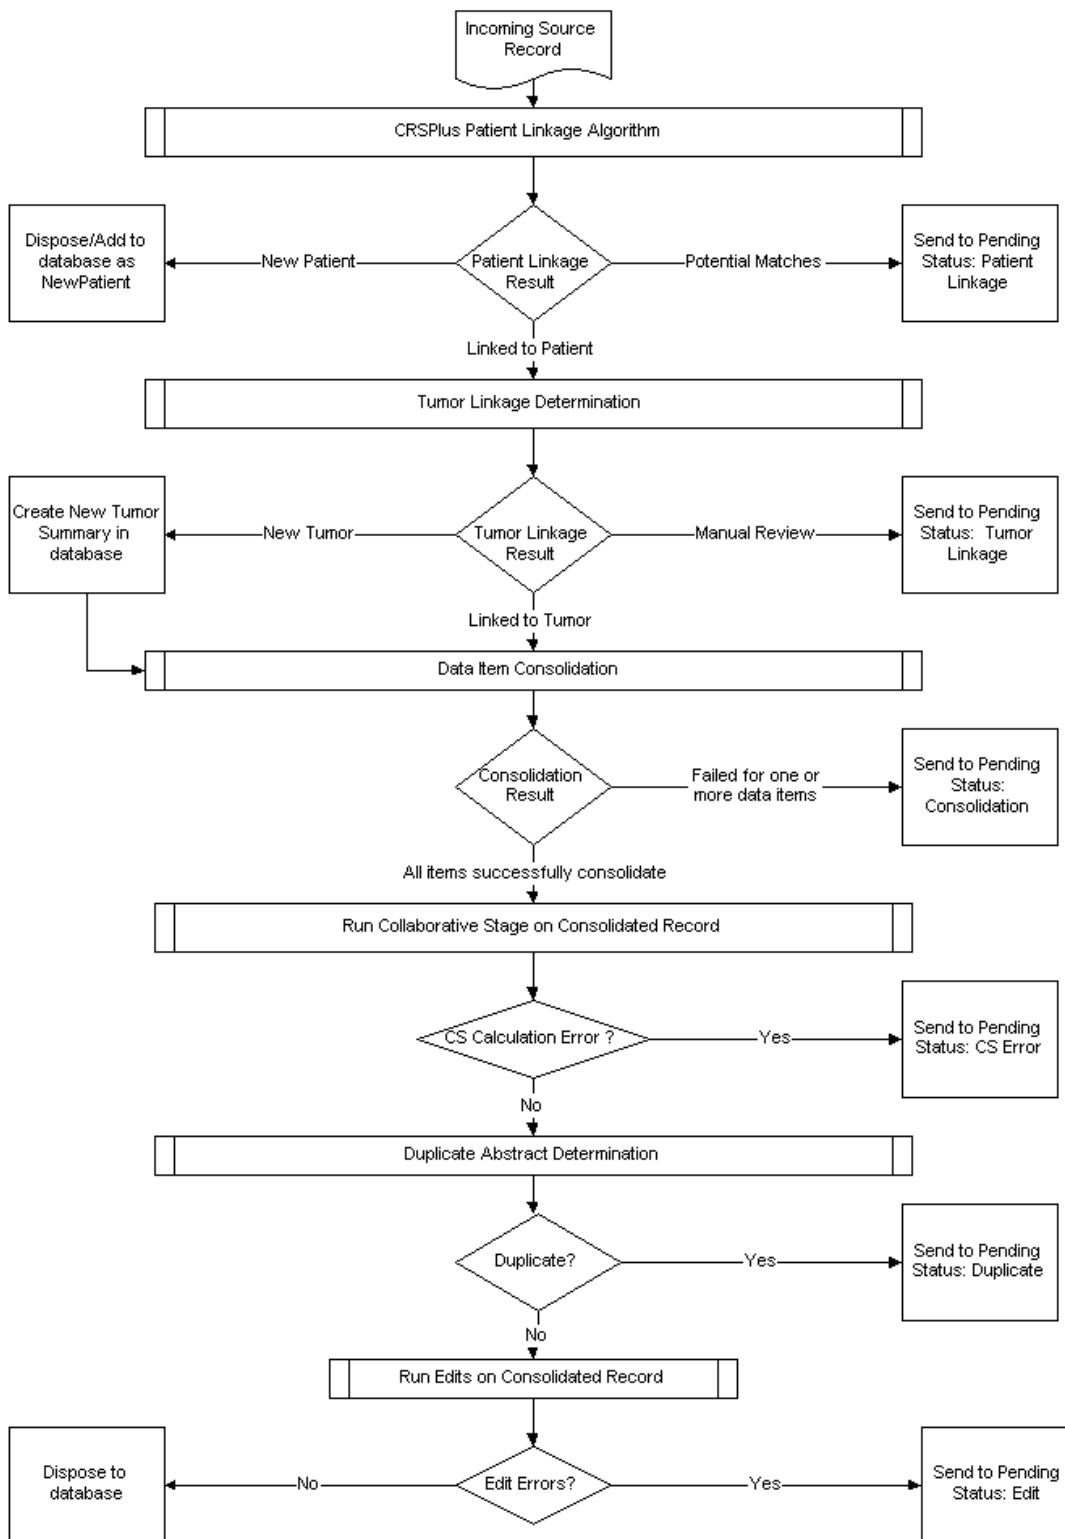 Incoming Source
Record
CRSPlus Patient Linkage Algorithm
Dispose/Add to
database as
NewPatient
New Patient
Patient Linkage
Result
Potential Matches
Send to Pending
Status: Patient
Linkage
Linked to Patient
Tumor Linkage Determination
Create New Tumor
Summary in
database
New Tumor
Tumor Linkage
Result
Manual Review
Send to Pending
Status: Tumor
Linkage
Linked to Tumor
Data Item Consolidation
Consolidation
Result
Failed for one or
more data items
Send to Pending
Status:
Consolidation
All items successfully consolidate
Run Collaborative Stage on Consolidated Record
CS Calculation Error ?
Yes
Send to Pending
Status: CS Error
No
Duplicate Abstract Determination
Duplicate?
Yes
Send to Pending
Status: Duplicate
No
Run Edits on Consolidated Record
Dispose to
database
No
Edit Errors?
Yes
Send to Pending
Status: Edit